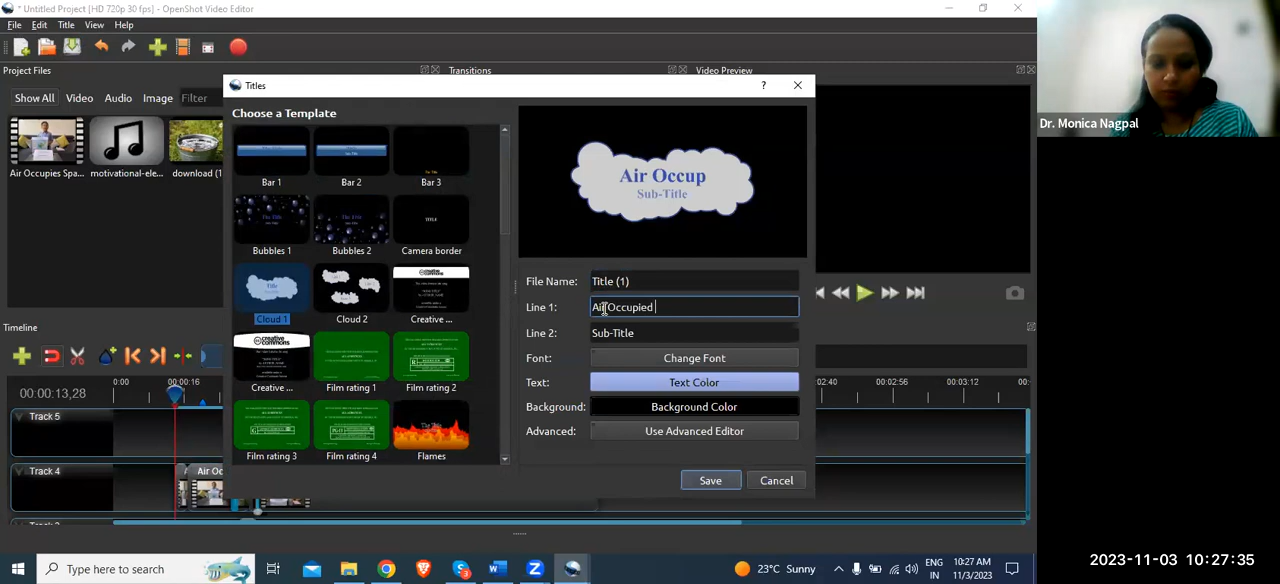 * Untitled Project [HD 720p 30 fps] - OpenShot Video Editor
File Edit Title View Help
Project Files
Transitions
Video Preview
Show All Video Audio Image Filter
Air Occupies Spa...
motivational-ele...
download (1
Titles
?
Choose a Template
Bar 1
Bar 2
Bar 3
Bubbles 1
Bubbles 2
Camera border
TITLE
Cloud 1
Cloud 2
Creative ...
Creative ...
Film rating 1
Film rating 2
Film rating 3
Film rating 4
Flames
Air Occup
Sub-Title
File Name: Title (1)
Line 1: Air Occupied
Line 2: Sub-Title
Font: Change Font
Text: Text Color
Background: Background Color
Advanced: Use Advanced Editor
Save Cancel
Timeline
00:00:13,28
0:00 00:00:16
:02:40 00:02:56 00:03:12 00:
Track 5
Track 4
Air Oc
Type here to search
23°C Sunny
ENG
IN
10:27 AM
11/3/2023
Dr. Monica Nagpal
2023-11-03 10:27:35